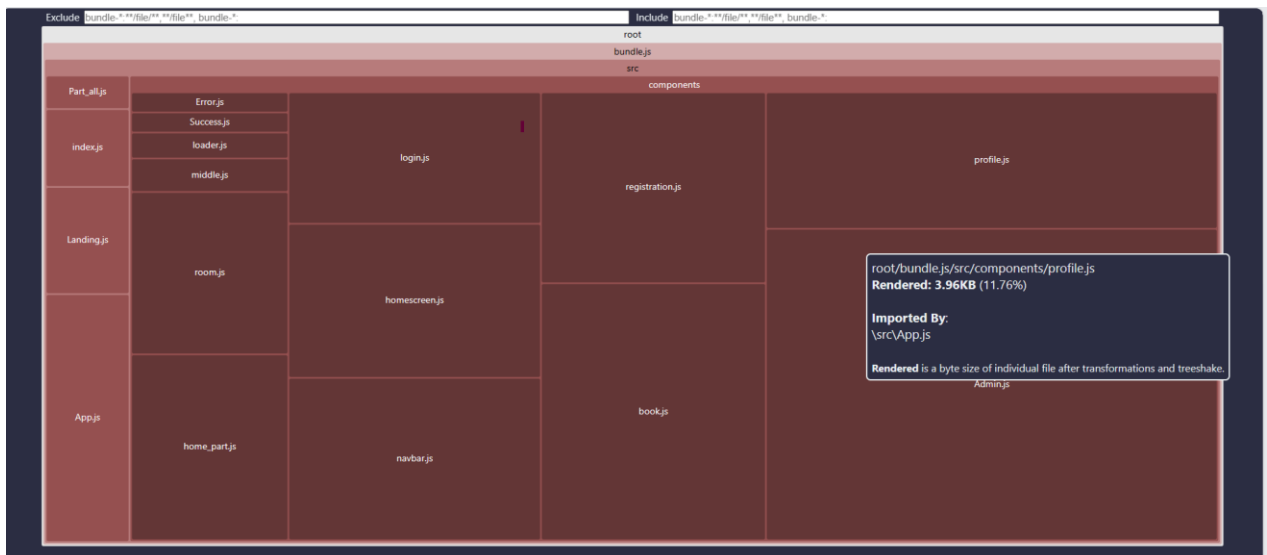 Exclude bundle-*:**/file/**,**/file**, bundle-*: Include bundle-*:**/file/**,**/file**, bundle-*:
root
bundle.js
src
Part_all.js
index.js
Landing.js
App.js
components
Error.js
Success.js
loader.js
middle.js
room.js
home_part.js
login.js
homescreen.js
navbar.js
registration.js
book.js
profile.js
root/bundle.js/src/components/profile.js
Rendered: 3.96KB (11.76%)
Imported By:
\src\App.js
Rendered is a byte size of individual file after transformations and treeshake.
Admin.js